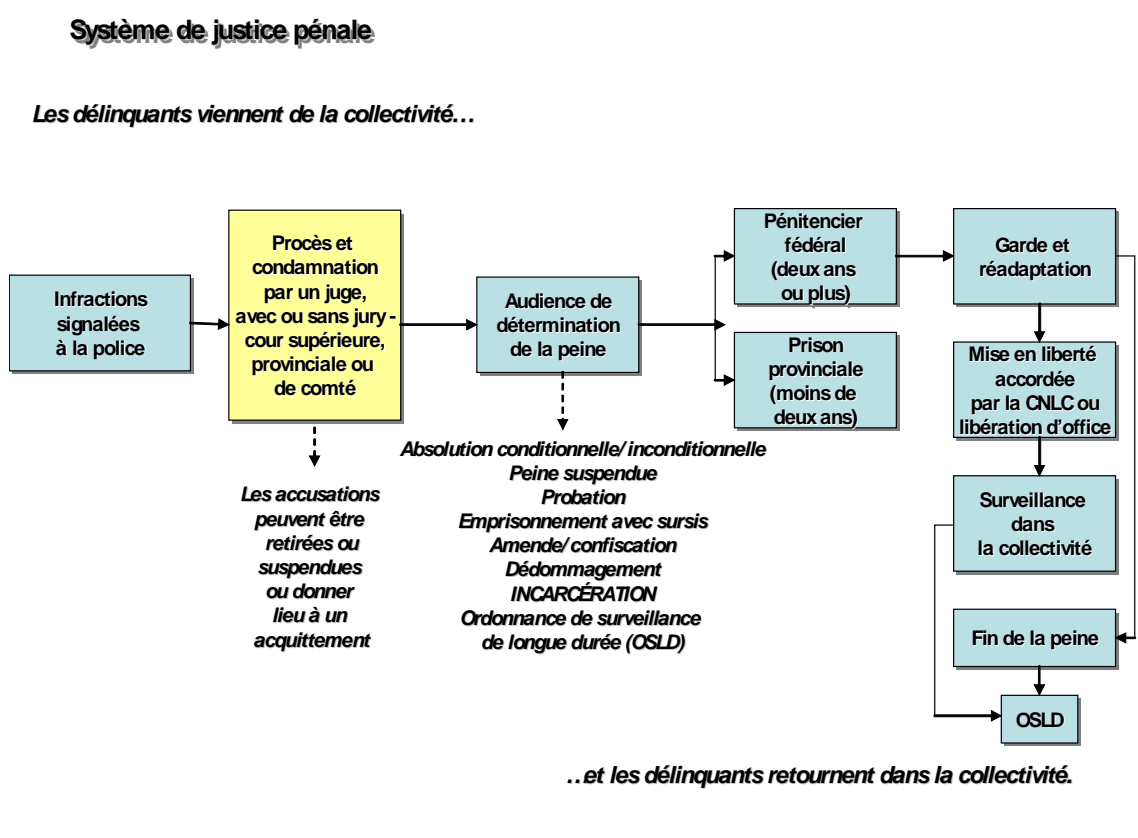 Système de justice pénale
Les délinquants viennent de la collectivité…
Infractions
signalées
à la police
Procès et
condamnation
par un juge,
avec ou sans jury -
cour supérieure,
provinciale ou
de comté
Les accusations
peuvent être
retirées ou
suspendues
ou donner
lieu à un
acquittement
Audience de
détermination
de la peine
Absolution conditionnelle/ inconditionnelle
Peine suspendue
Probation
Emprisonnement avec sursis
Amende/ confiscation
Dédommagement
INCARCÉRATION
Ordonnance de surveillance
de longue durée (OSLD)
Pénitencier
fédéral
(deux ans
ou plus)
Prison
provinciale
(moins de
deux ans)
Garde et
réadaptation
Mise en liberté
accordée
par la CNLC ou
libération d’office
Surveillance
dans
la collectivité
Fin de la peine
OSLD
…et les délinquants retournent dans la collectivité.